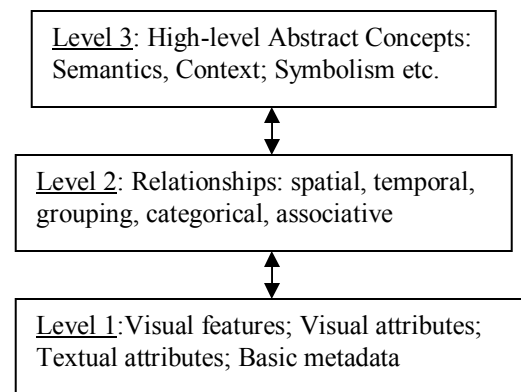 Level 3: High-level Abstract Concepts:
Semantics, Context; Symbolism etc.
Level 2: Relationships: spatial, temporal,
grouping, categorical, associative
Level 1:Visual features; Visual attributes;
Textual attributes; Basic metadata